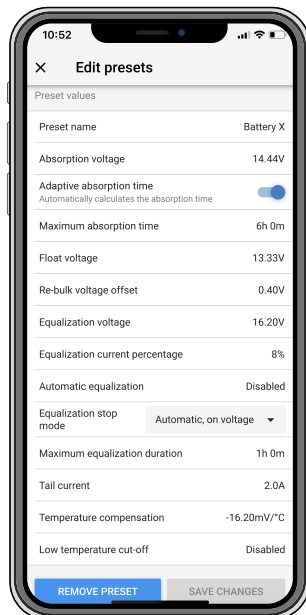 10:52
Edit presets
Preset values
Preset name Battery X
Absorption voltage 14.44V
Adaptive absorption time
Automatically calculates the absorption time
Maximum absorption time 6h 0m
Float voltage 13.33V
Re-bulk voltage offset 0.40V
Equalization voltage 16.20V
Equalization current percentage 8%
Automatic equalization Disabled
Equalization stop
mode Automatic, on voltage
Maximum equalization duration 1h 0m
Tail current 2.0A
Temperature compensation -16.20mV/°C
Low temperature cut-off Disabled
REMOVE PRESET SAVE CHANGES